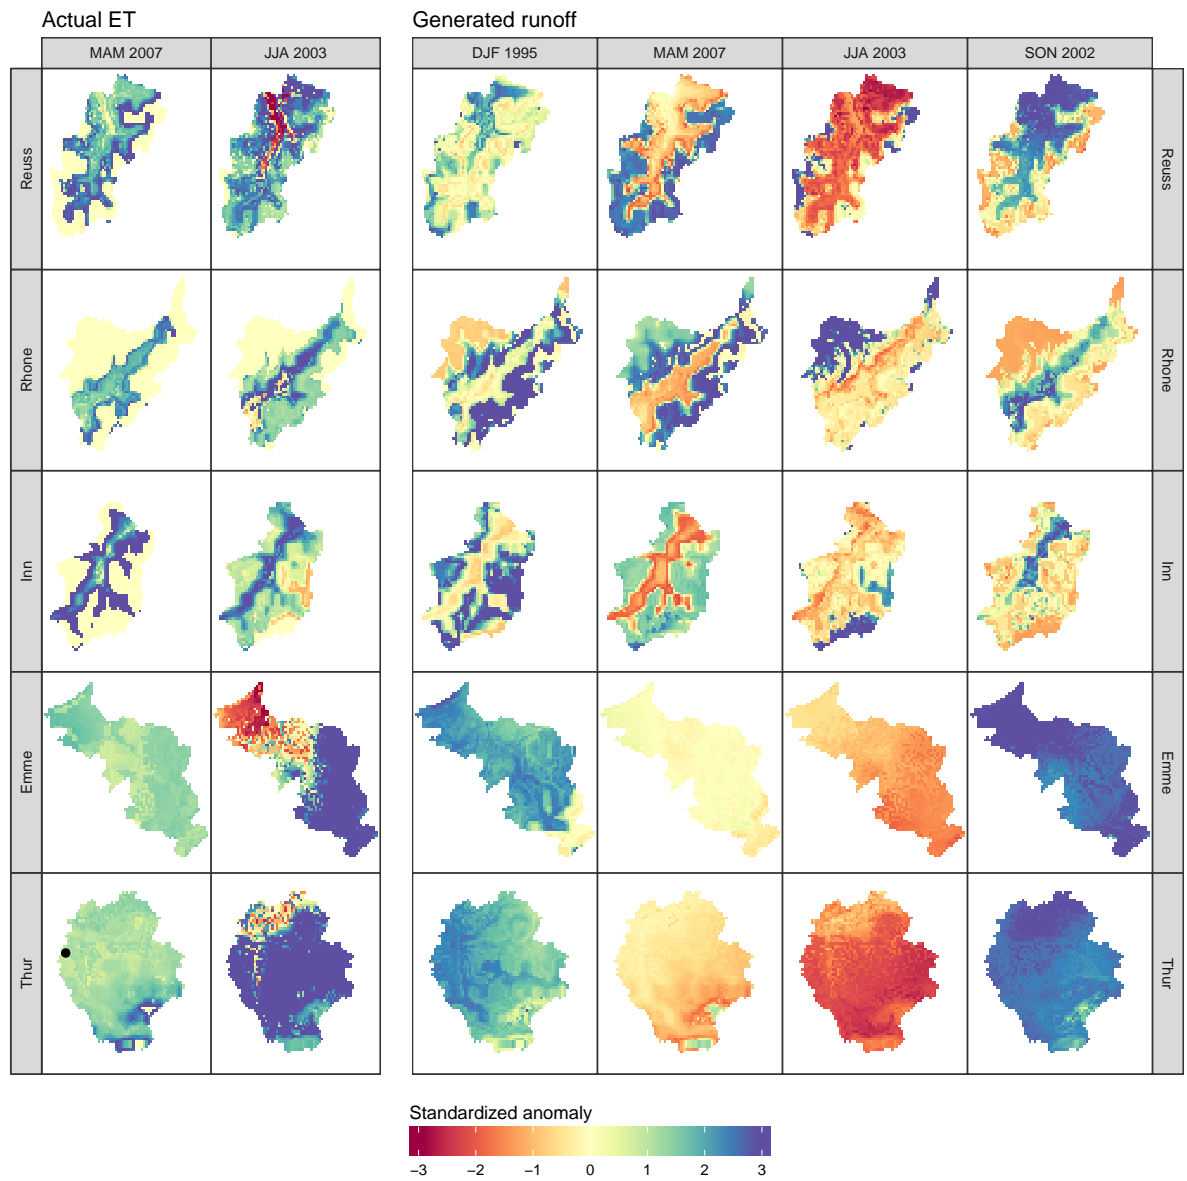 Actual ET
Generated runoff
MAM 2007
JJA 2003
DJF 1995
MAM 2007
JJA 2003
SON 2002
Reuss
Reuss
Rhone
Rhone
Inn
Inn
Emme
Emme
Thur
Thur
Standardized anomaly
−3 −2 −1 0 1 2 3